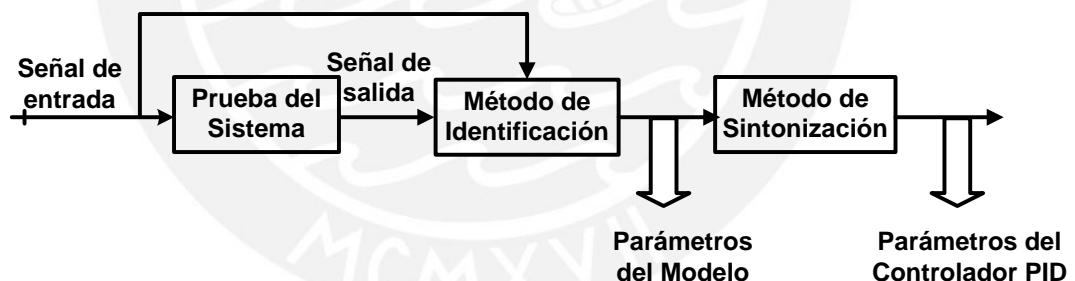 Señal de
entrada
Prueba del
Sistema
Señal de
salida
Método de
Identificación
Método de
Sintonización
Parámetros
del Modelo
Parámetros del
Controlador PID
MCMXVII